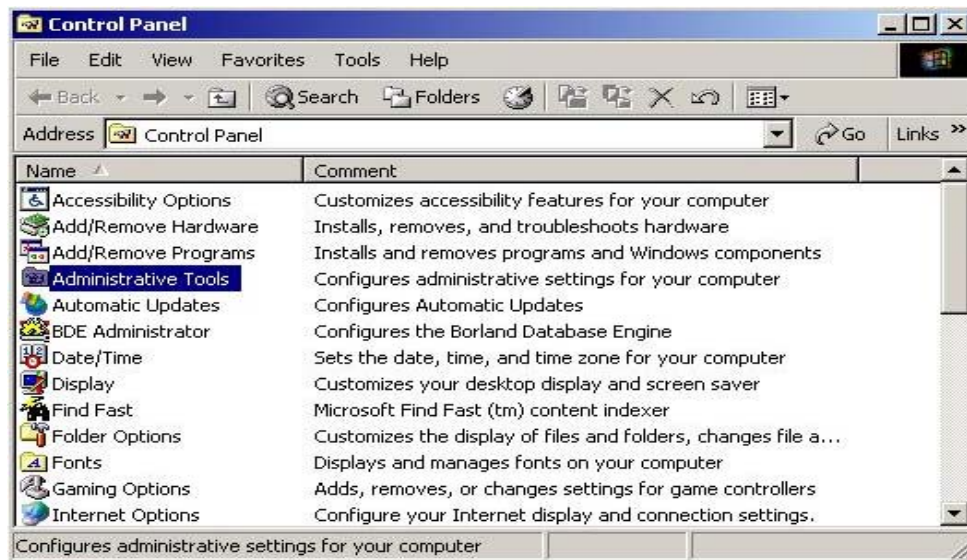 Control Panel
File Edit View Favorites Tools Help
Back Search Folders
Address Control Panel Go Links »
Name Comment
Accessibility Options Customizes accessibility features for your computer
Add/Remove Hardware Installs, removes, and troubleshoots hardware
Add/Remove Programs Installs and removes programs and Windows components
Administrative Tools Configures administrative settings for your computer
Automatic Updates Configures Automatic Updates
BDE Administrator Configures the Borland Database Engine
Date/Time Sets the date, time, and time zone for your computer
Display Customizes your desktop display and screen saver
Find Fast Microsoft Find Fast (tm) content indexer
Folder Options Customizes the display of files and folders, changes file a...
Fonts Displays and manages fonts on your computer
Gaming Options Adds, removes, or changes settings for game controllers
Internet Options Configure your Internet display and connection settings.
Configures administrative settings for your computer